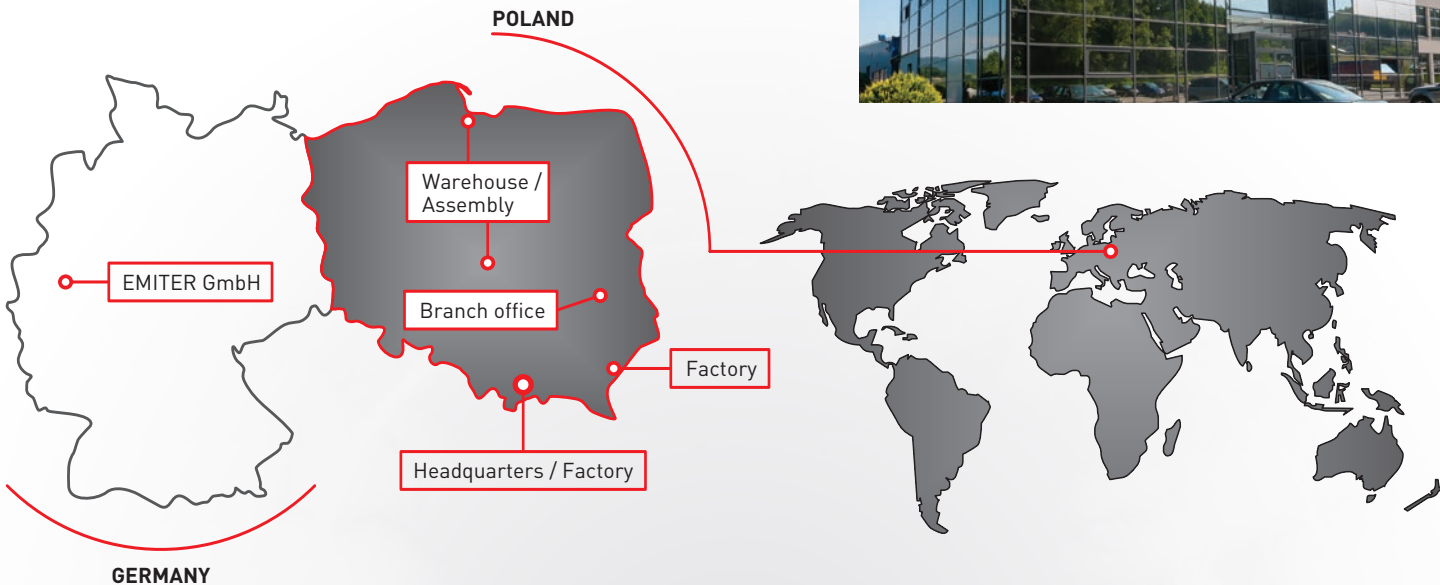 POLAND
Warehouse /
Assembly
EMITER GmbH
Branch office
Factory
Headquarters / Factory
GERMANY